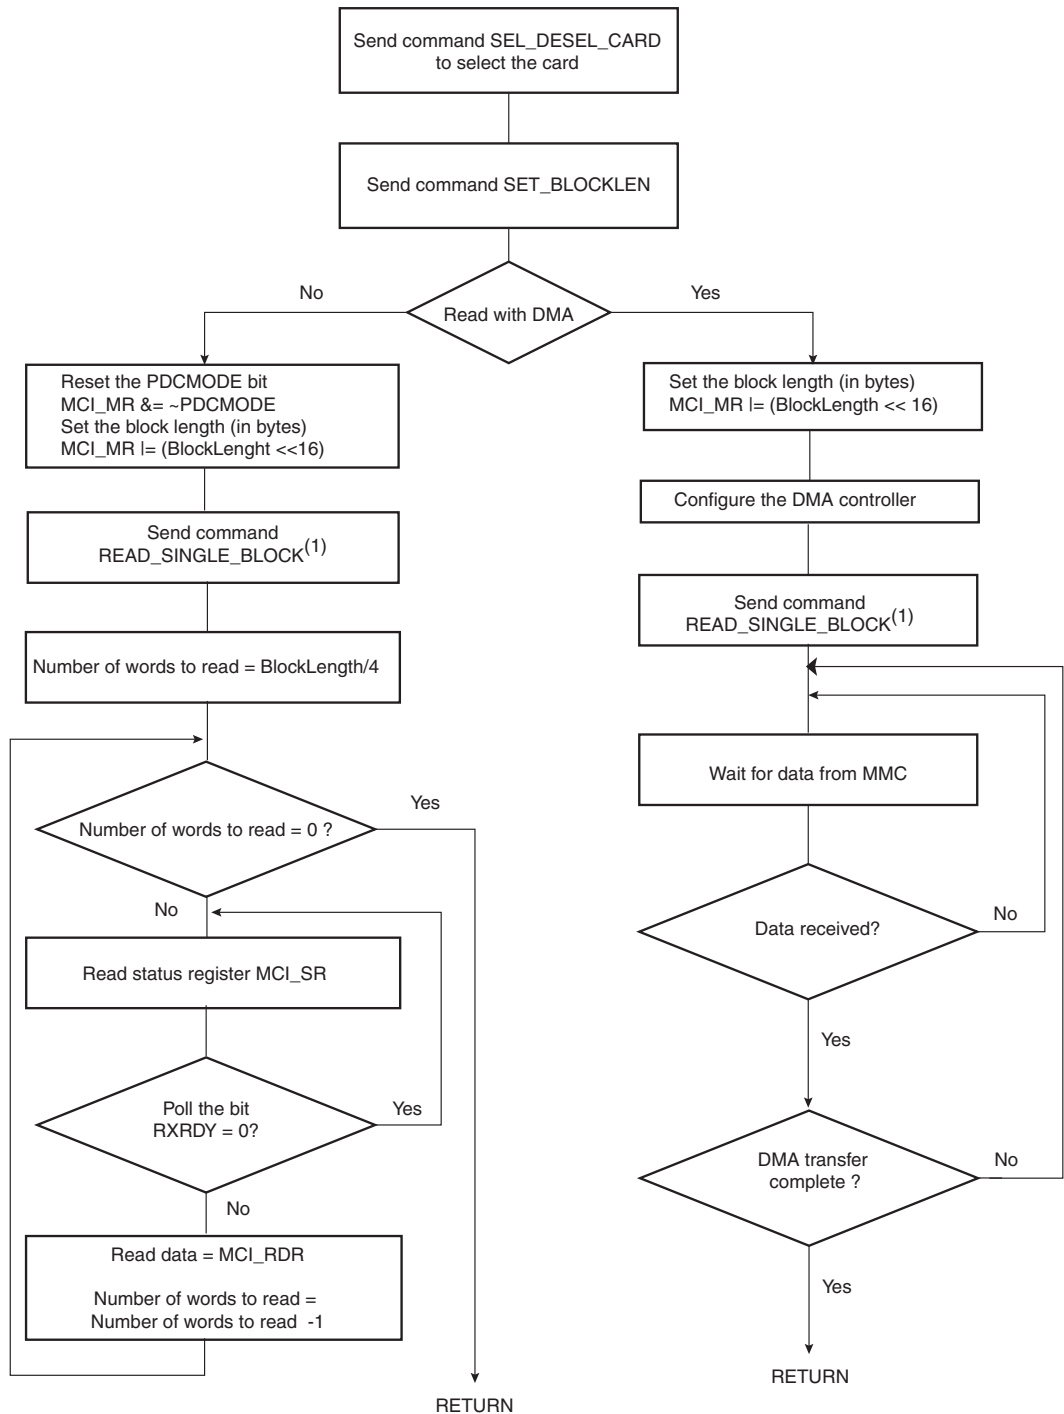 Send command SEL_DESEL_CARD
to select the card
Send command SET_BLOCKLEN
No
Yes
Read with DMA
Reset the PDCMODE bit
MCI_MR &= ~PDCMODE
Set the block length (in bytes)
MCI_MR |= (BlockLenght <<16)
Set the block length (in bytes)
MCI_MR |= (BlockLength << 16)
Configure the DMA controller
Send command
READ_SINGLE_BLOCK(1)
Send command
READ_SINGLE_BLOCK(1)
Number of words to read = BlockLength/4
Wait for data from MMC
Yes
Number of words to read = 0 ?
No
No
Data received?
Read status register MCI_SR
Yes
Poll the bit
RXRDY = 0?
Yes
No
DMA transfer
complete ?
No
Read data = MCI_RDR
Number of words to read =
Number of words to read -1
Yes
RETURN
RETURN